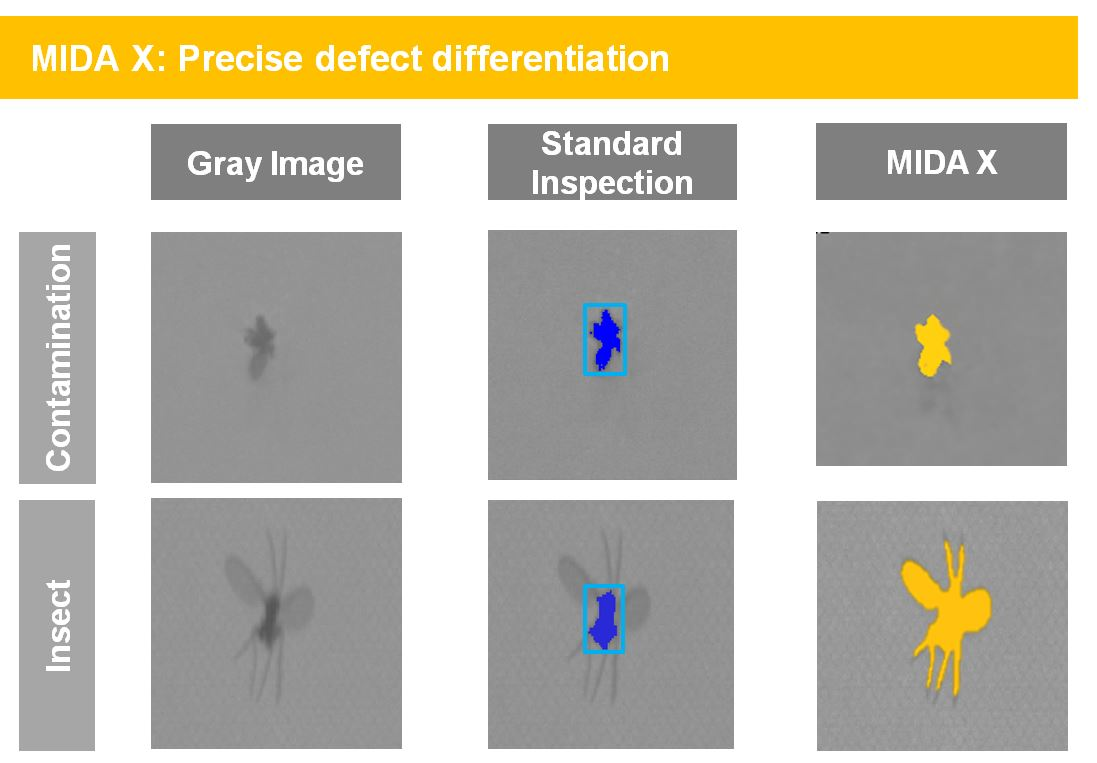 MIDA X: Precise defect differentiation
Gray Image
Standard
Inspection
MIDA X
Contamination
Insect